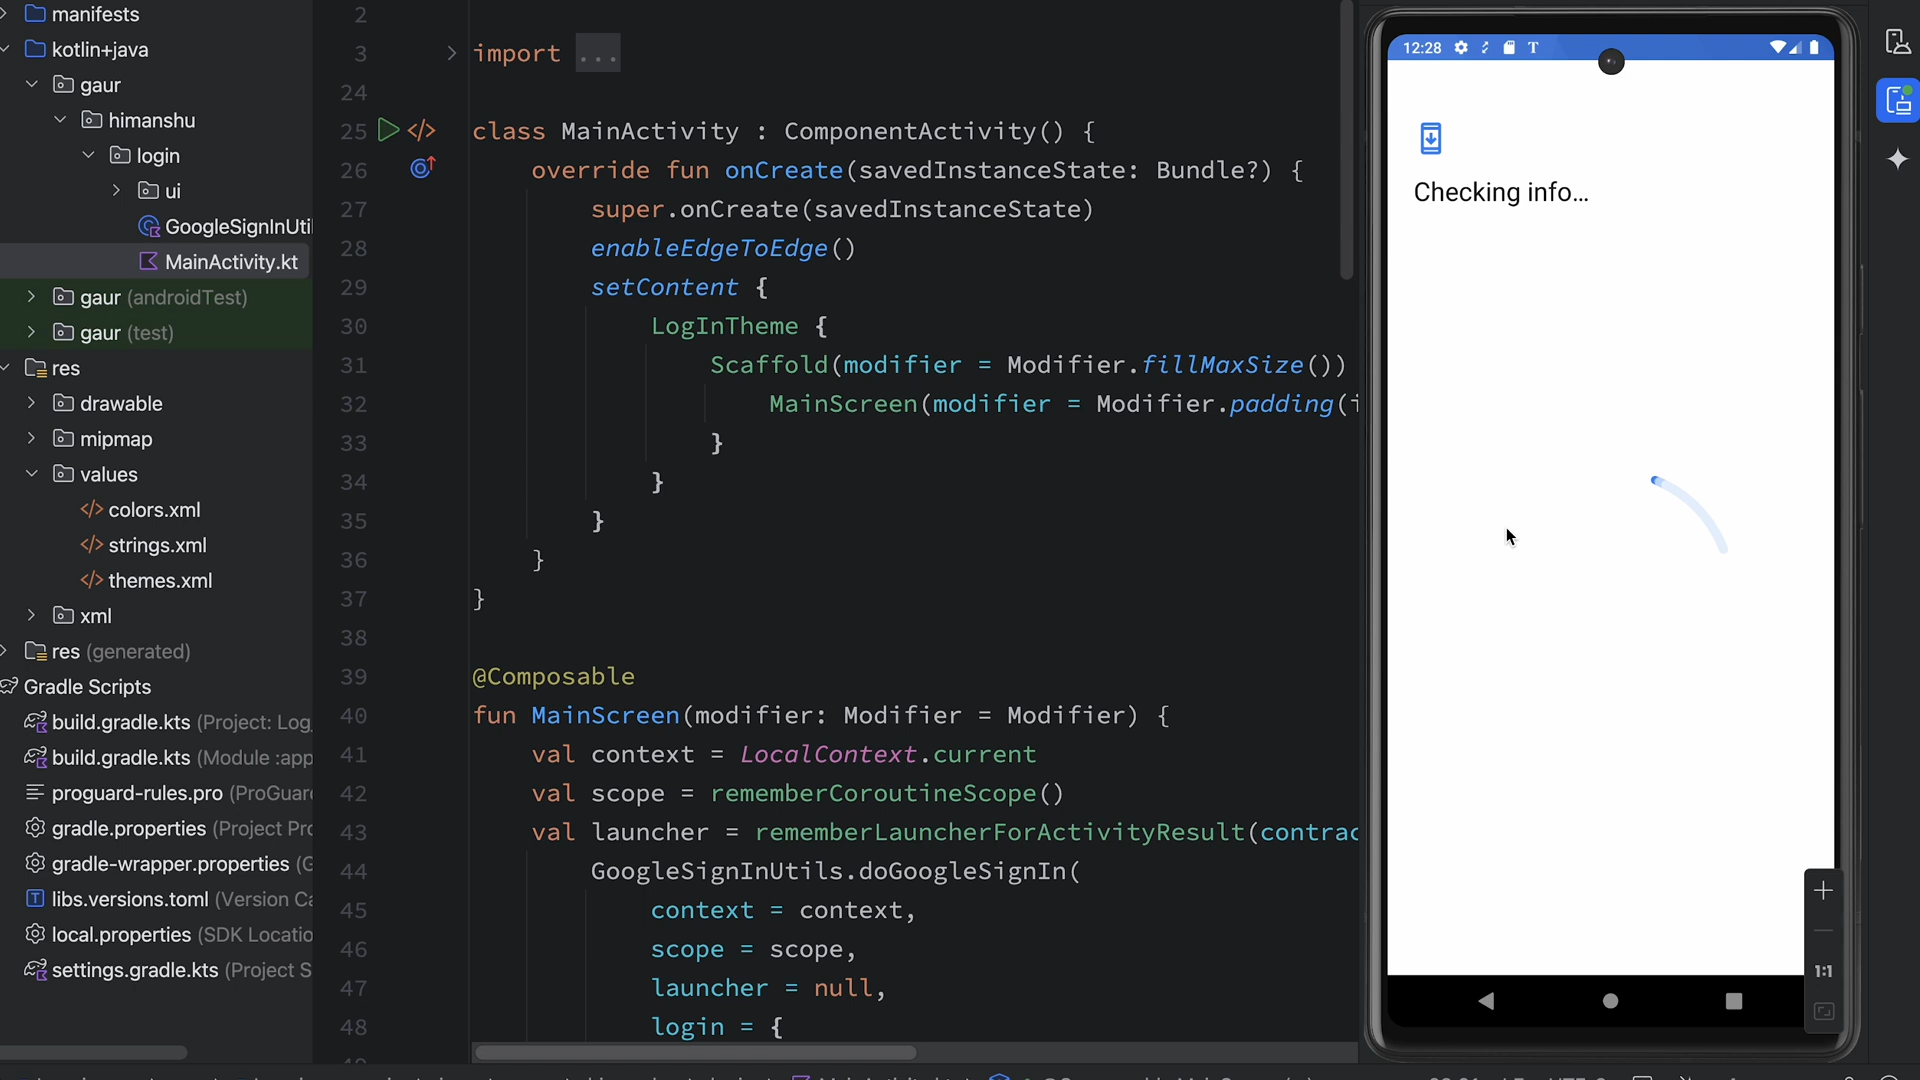 manifests
kotlin+java
gaur
himanshu
login
ui
GoogleSignInUtil
MainActivity.kt
gaur (androidTest)
gaur (test)
res
drawable
mipmap
values
colors.xml
strings.xml
themes.xml
xml
res (generated)
Gradle Scripts
build.gradle.kts (Project: Log_
build.gradle.kts (Module :app
proguard-rules.pro (ProGuar
gradle.properties (Project Pr
gradle-wrapper.properties (G
libs.versions.toml (Version Ca
local.properties (SDK Locatio
settings.gradle.kts (Project S
2
3 import ...
24
25 class MainActivity : ComponentActivity() {
26 override fun onCreate(savedInstanceState: Bundle?) {
27 super.onCreate(savedInstanceState)
28 enableEdgeToEdge()
29 setContent {
30 LogInTheme {
31 Scaffold(modifier = Modifier.fillMaxSize())
32 MainScreen(modifier = Modifier.padding(i
33 }
34 }
35 }
36 }
37 }
38
39 @Composable
40 fun MainScreen(modifier: Modifier = Modifier) {
41 val context = LocalContext.current
42 val scope = rememberCoroutineScope()
43 val launcher = rememberLauncherForActivityResult(contrac
44 GoogleSignInUtils.doGoogleSignIn(
45 context = context,
46 scope = scope,
47 launcher = null,
48 login = {
12:28
Checking info...
1:1